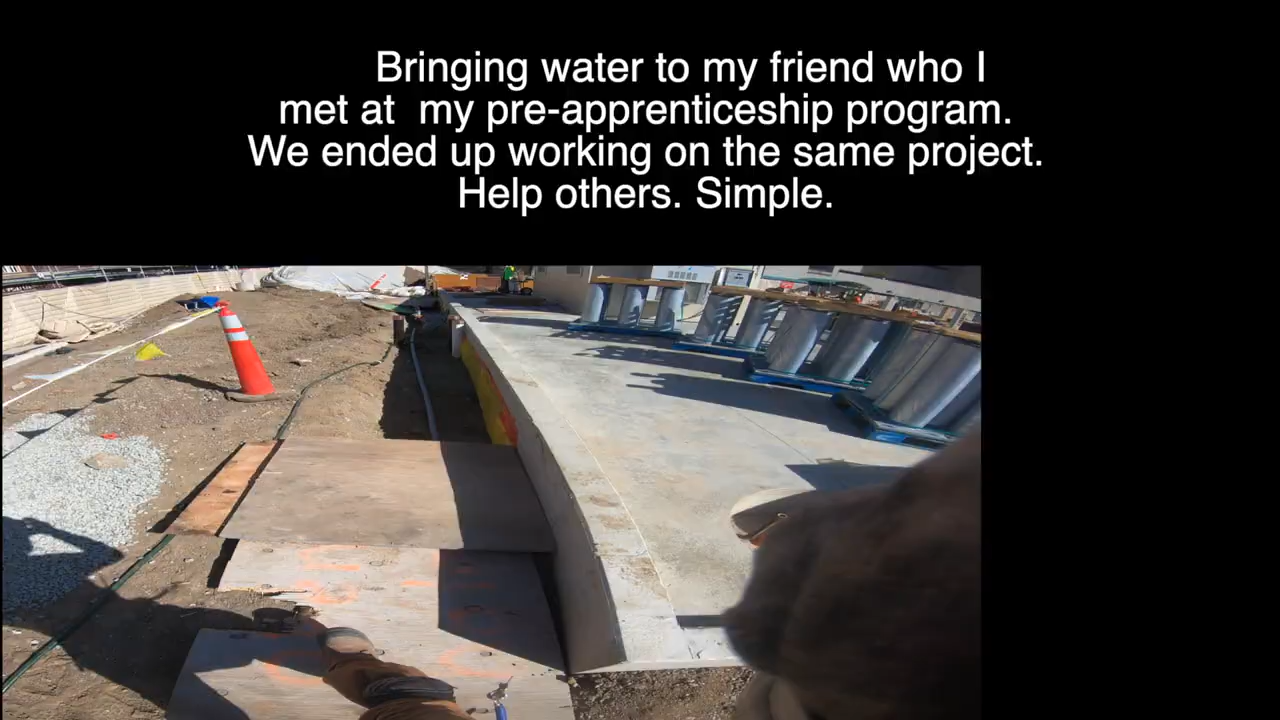 Bringing water to my friend who I
met at  my pre-apprenticeship program.
We ended up working on the same project.
Help others. Simple.